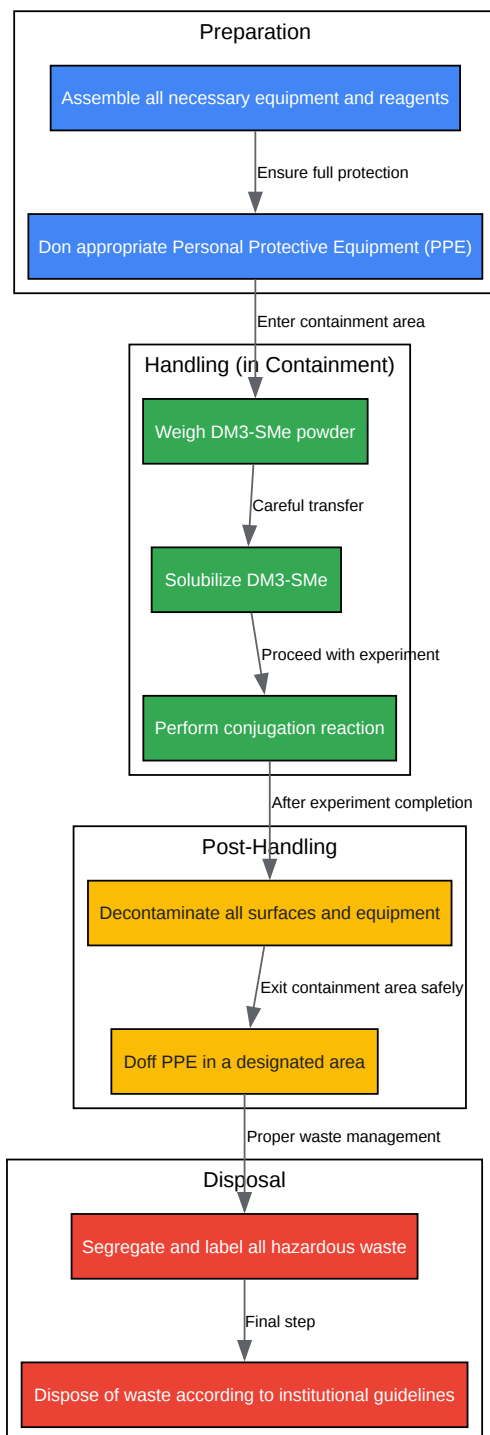 Preparation
Assemble all necessary equipment and reagents
Ensure full protection
Don appropriate Personal Protective Equipment (PPE)
Enter containment area
Handling (in Containment)
Weigh DM3-SMe powder
Careful transfer
Solubilize DM3-SMe
Proceed with experiment
Perform conjugation reaction
After experiment completion
Post-Handling
Decontaminate all surfaces and equipment
Exit containment area safely
Doff PPE in a designated area
Proper waste management
Disposal
Segregate and label all hazardous waste
Final step
Dispose of waste according to institutional guidelines